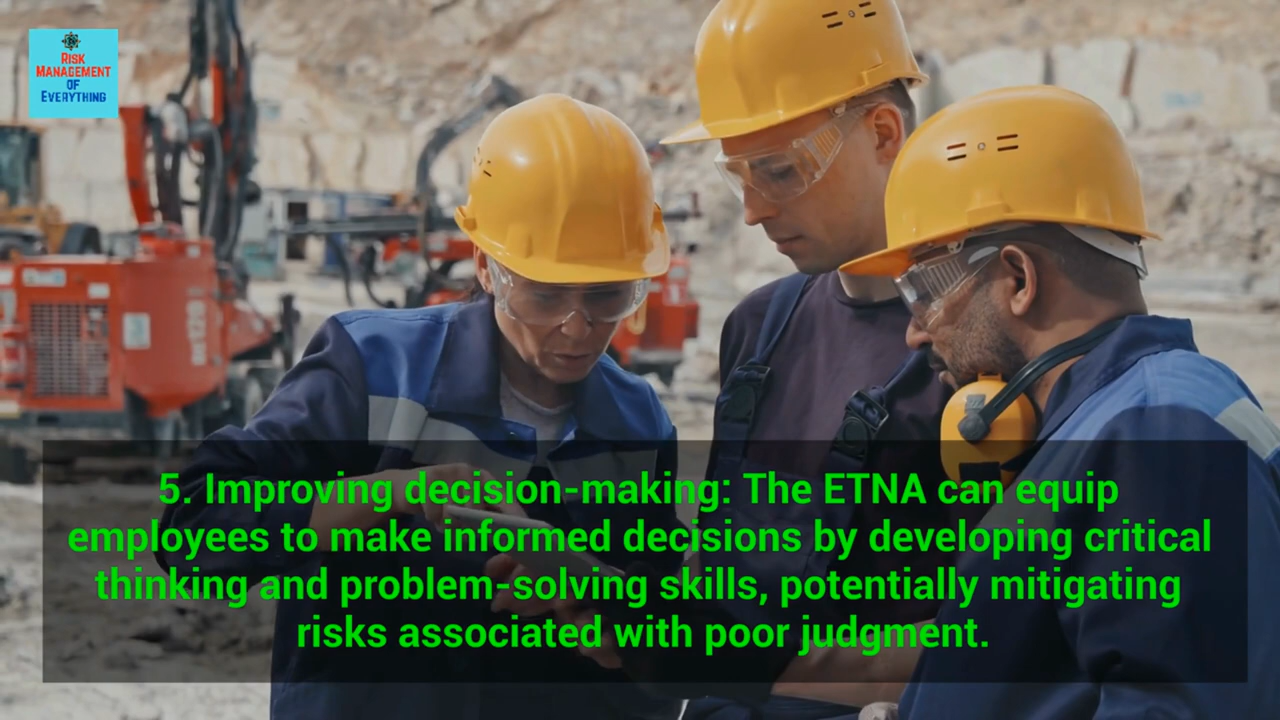 RISK
MANAGEMENT
OF
EVERYTHING
5. Improving decision-making: The ETNA can equip
employees to make informed decisions by developing critical
thinking and problem-solving skills, potentially mitigating
risks associated with poor judgment.